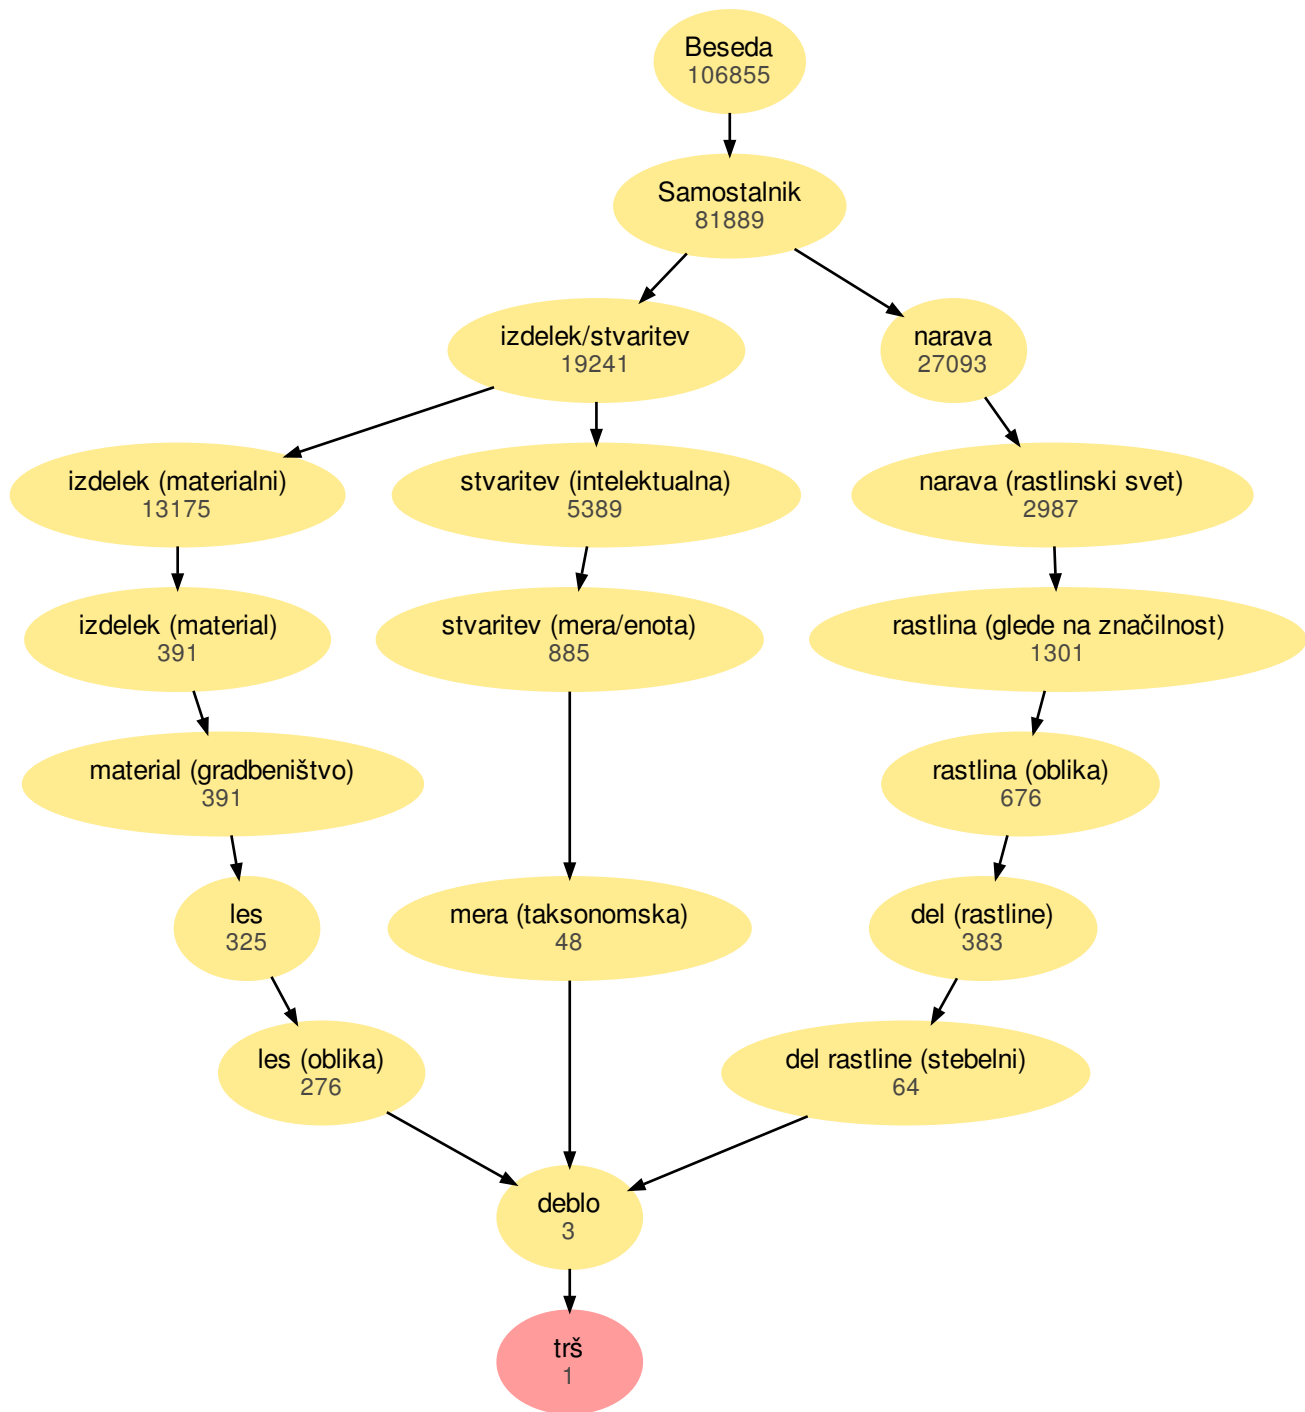 Beseda
106855
Samostalnik
81889
izdelek/stvaritev
19241
narava
27093
izdelek (materialni)
13175
stvaritev (intelektualna)
5389
narava (rastlinski svet)
2987
izdelek (material)
391
stvaritev (mera/enota)
885
rastlina (glede na značilnost)
1301
material (gradbeništvo)
391
rastlina (oblika)
676
les
325
mera (taksonomska)
48
del (rastline)
383
les (oblika)
276
del rastline (stebelni)
64
deblo
3
trš
1